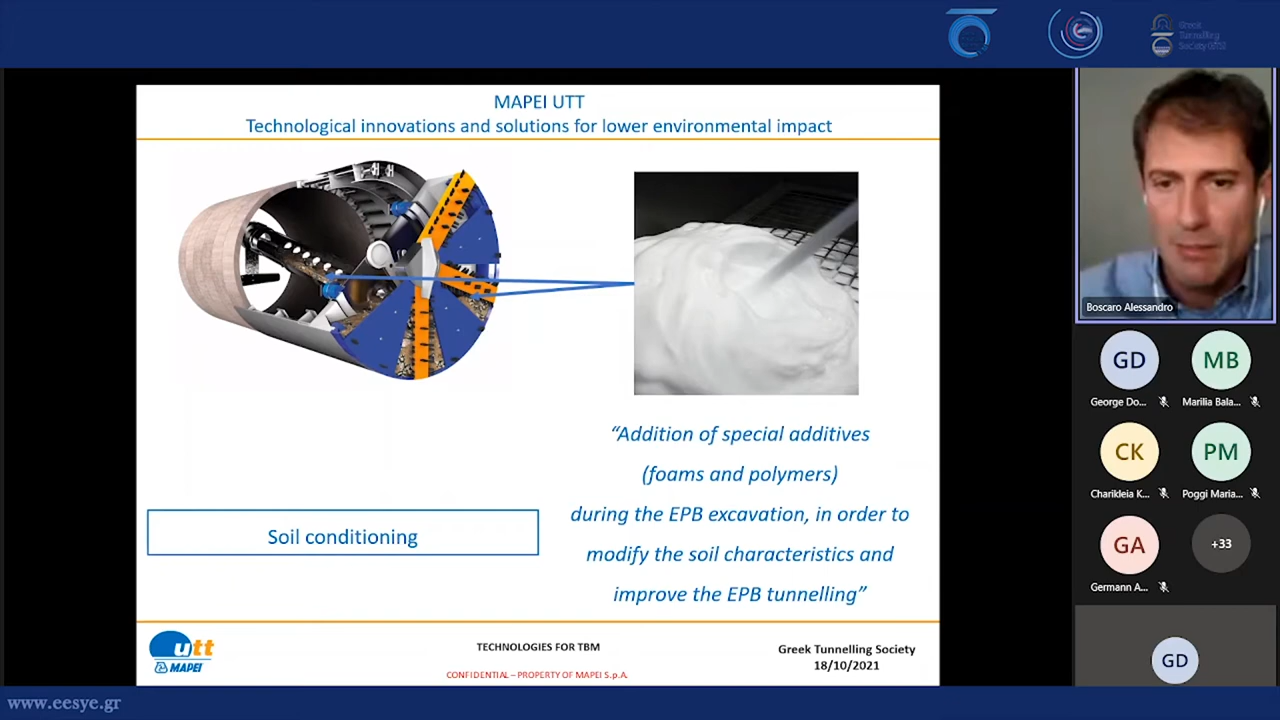 Greek
Tunnelling
MAPEI UTT
Technological innovations and solutions for lower environmental impact
“Addition of special additives
(foams and polymers)
during the EPB excavation, in order to
modify the soil characteristics and
improve the EPB tunnelling”
Soil conditioning
utt
MAPEI
TECHNOLOGIES FOR TBM
CONFIDENTIAL – PROPERTY OF MAPEI S.p.A.
Greek Tunnelling Society
18/10/2021
Boscaro Alessandro
GD
MB
George Do...
Marilia Bala...
CK
PM
Charikleia K...
Poggi Maria...
GA
+33
Germann A...
GD
www.eesye.gr